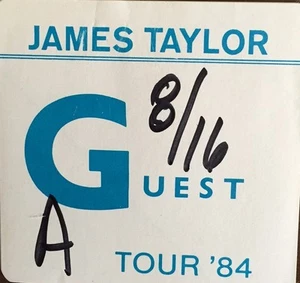 JAMES TAYLOR
8/16
GUEST
A
TOUR '84